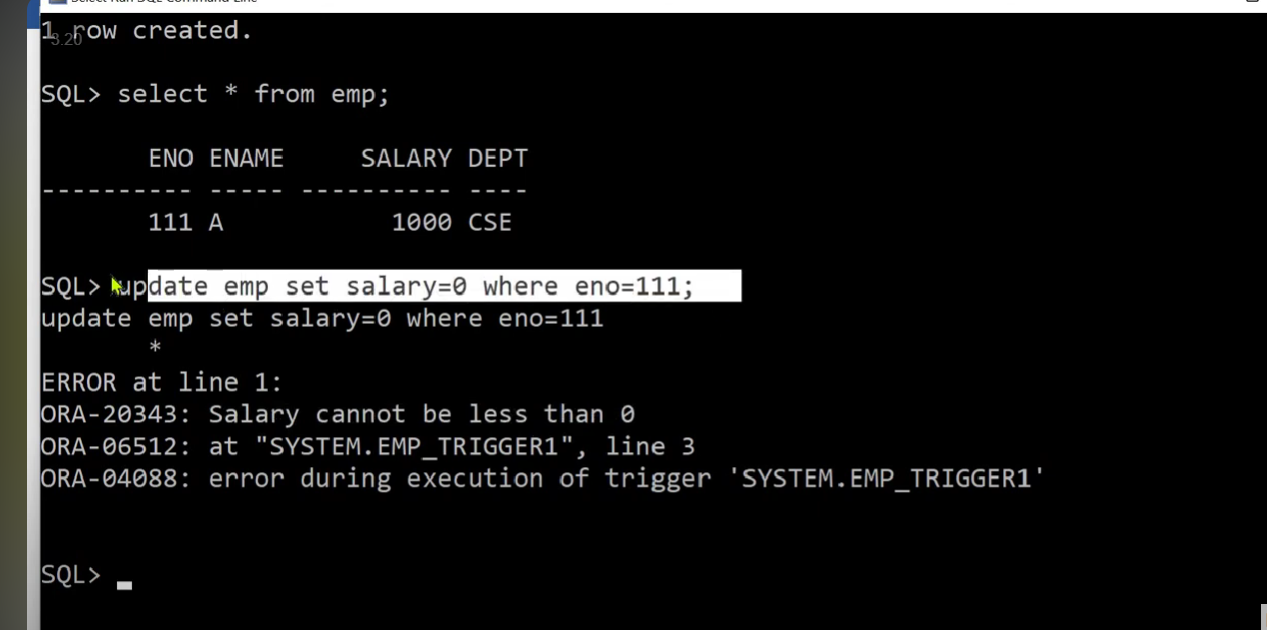 Select Run SQL Command Line
1 row created.
3.20
SQL> select * from emp;
ENO ENAME SALARY DEPT
---------- ----- ---------- ----
111 A 1000 CSE
SQL> update emp set salary=0 where eno=111;
update emp set salary=0 where eno=111
*
ERROR at line 1:
ORA-20343: Salary cannot be less than 0
ORA-06512: at "SYSTEM.EMP_TRIGGER1", line 3
ORA-04088: error during execution of trigger 'SYSTEM.EMP_TRIGGER1'
SQL>